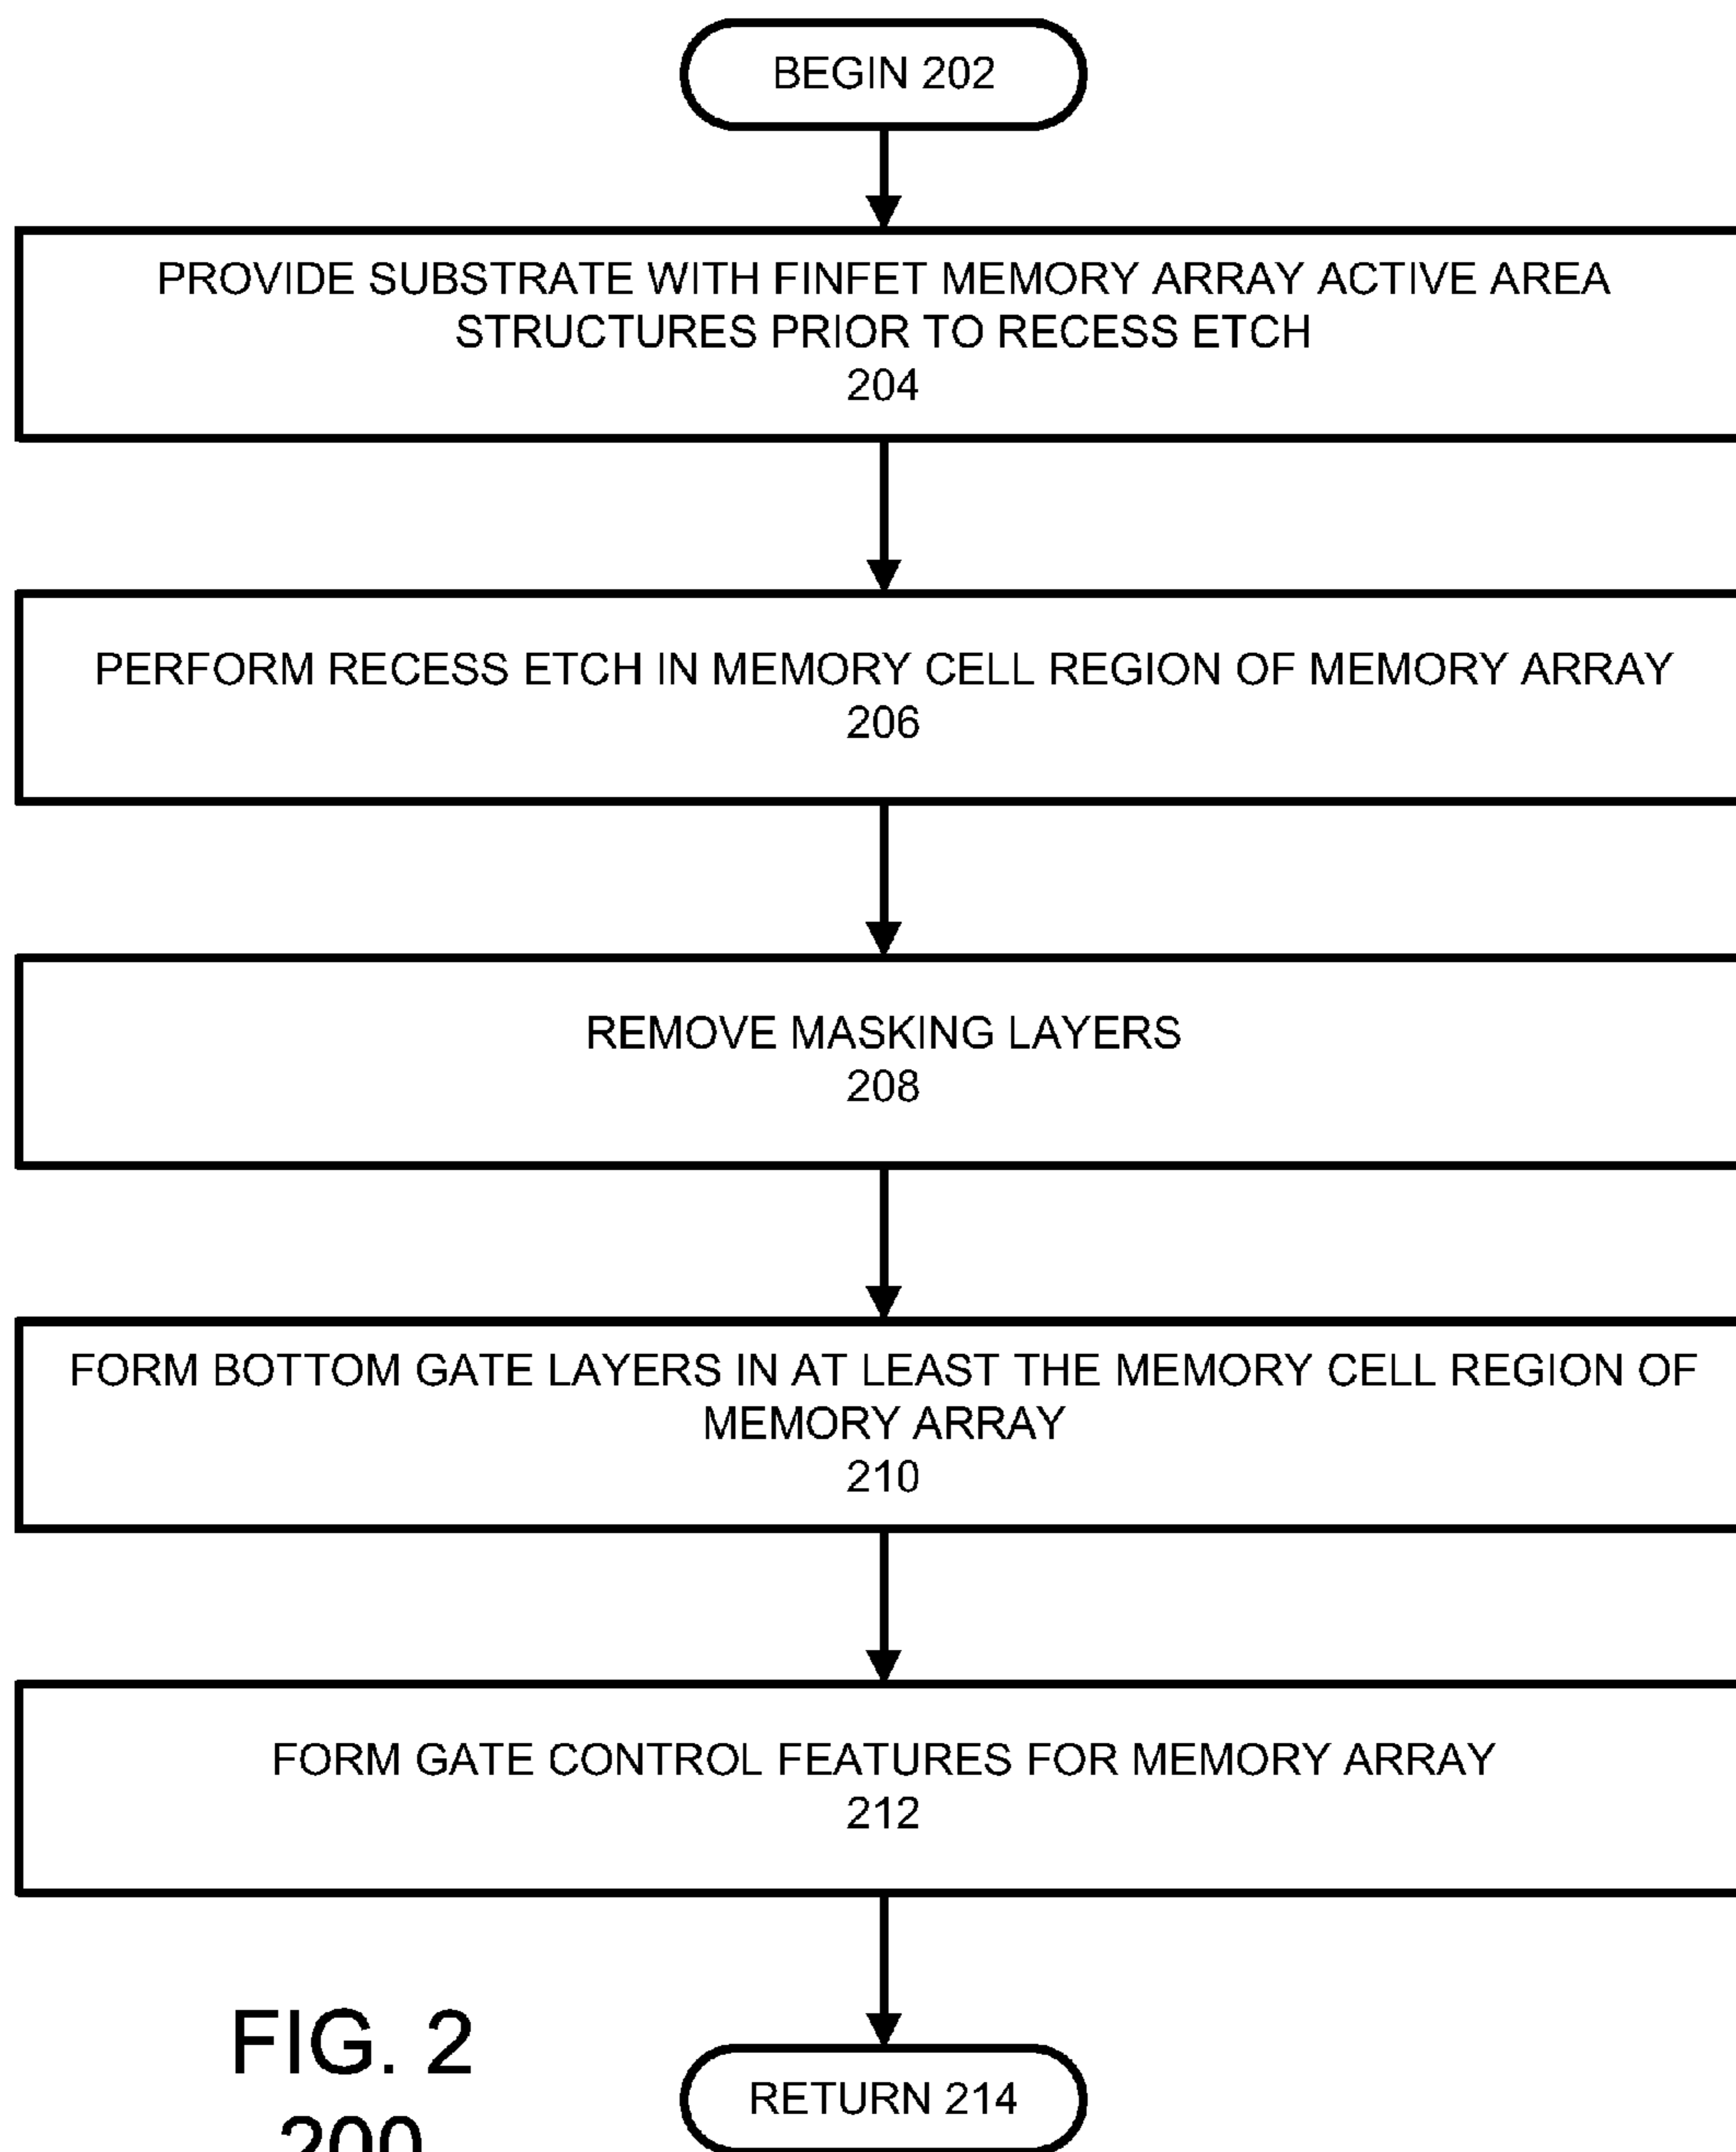 BEGIN 202
PROVIDE SUBSTRATE WITH FINFET MEMORY ARRAY ACTIVE AREA
STRUCTURES PRIOR TO RECESS ETCH
204
PERFORM RECESS ETCH IN MEMORY CELL REGION OF MEMORY ARRAY
206
REMOVE MASKING LAYERS
208
FORM BOTTOM GATE LAYERS IN AT LEAST THE MEMORY CELL REGION OF
MEMORY ARRAY
210
FORM GATE CONTROL FEATURES FOR MEMORY ARRAY
212
RETURN 214
FIG. 2
200